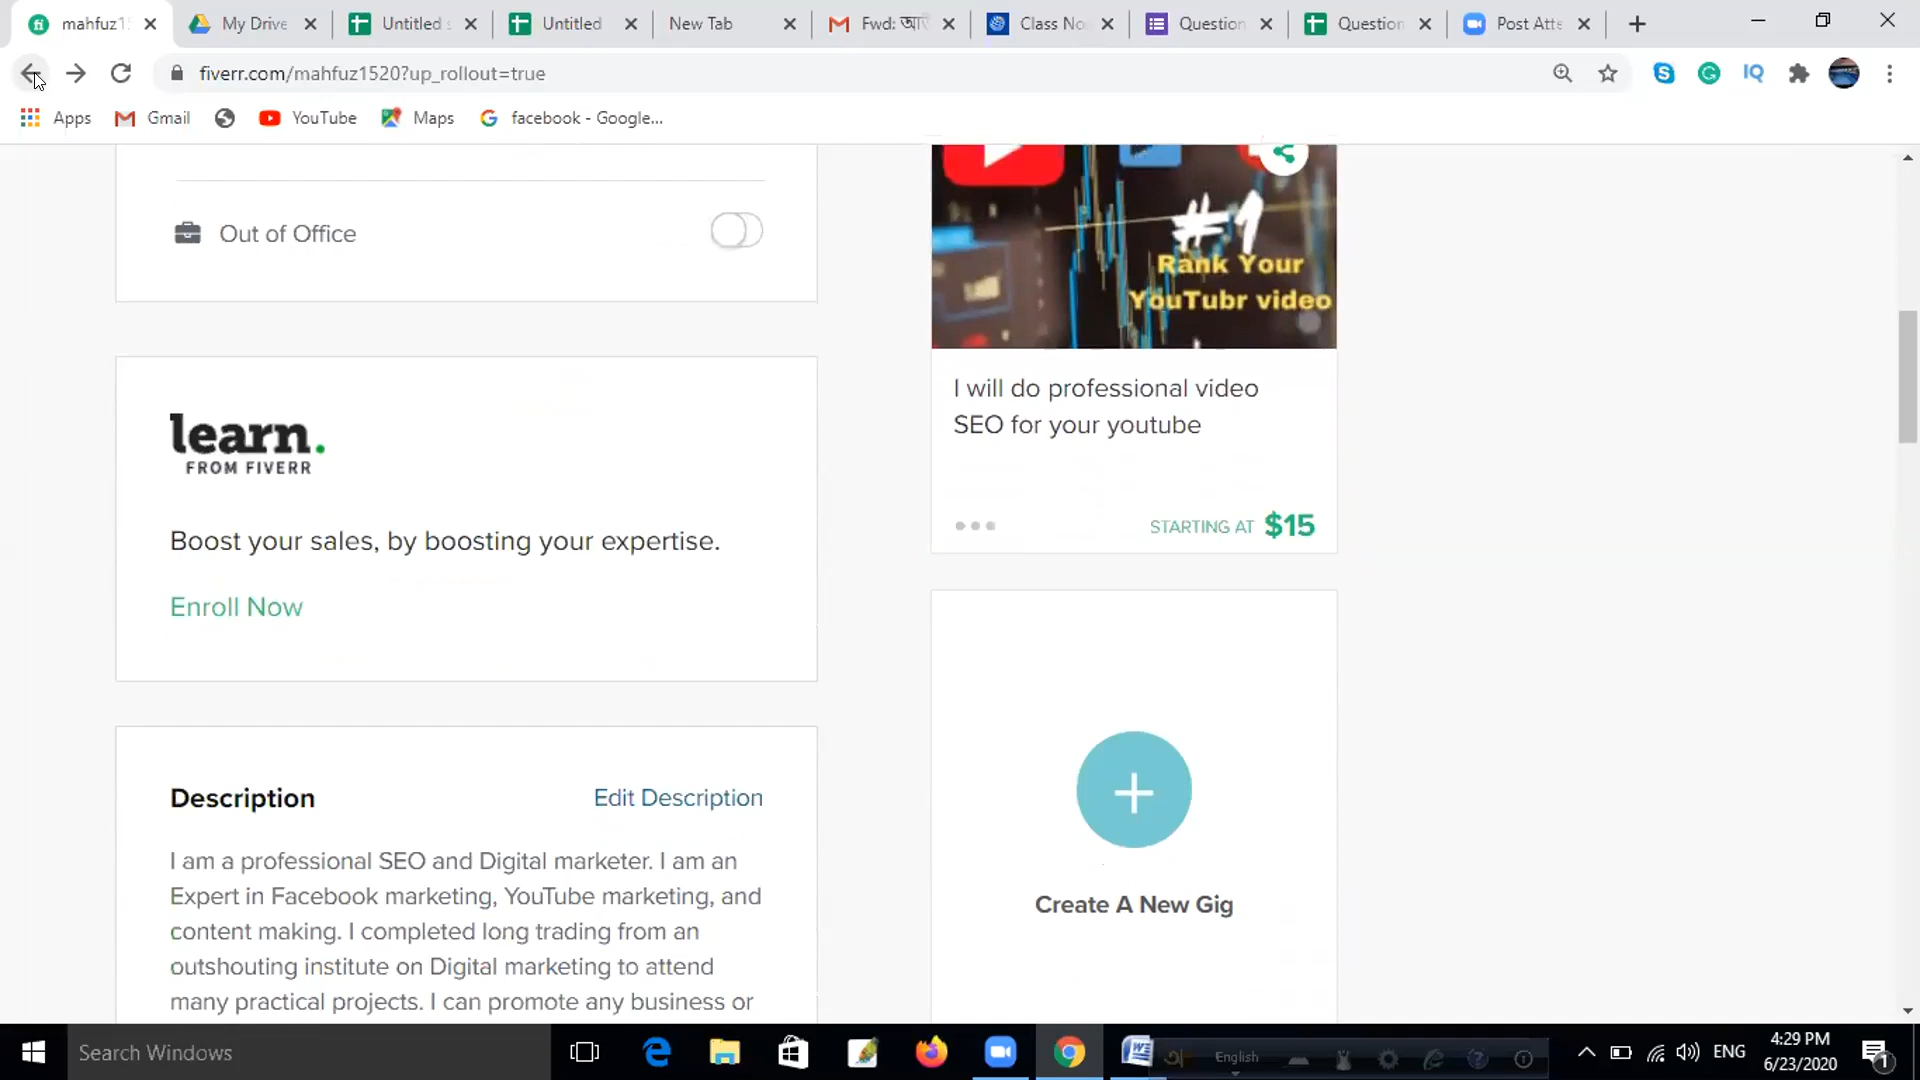 mahfuz1
My Drive
Untitled
Untitled
New Tab
Fwd:
Class No
Question
Question
Post Atte
fiverr.com/mahfuz1520?up_rollout=true
IQ
Apps
Gmail
YouTube
Maps
facebook - Google...
Out of Office
#1
Rank Your
YouTubr video
I will do professional video
SEO for your youtube
STARTING AT $15
learn.
FROM FIVERR
Boost your sales, by boosting your expertise.
Enroll Now
Create A New Gig
Description
Edit Description
I am a professional SEO and Digital marketer. I am an
Expert in Facebook marketing, YouTube marketing, and
content making. I completed long trading from an
outshouting institute on Digital marketing to attend
many practical projects. I can promote any business or
Search Windows
English
ENG
4:29 PM
6/23/2020
1